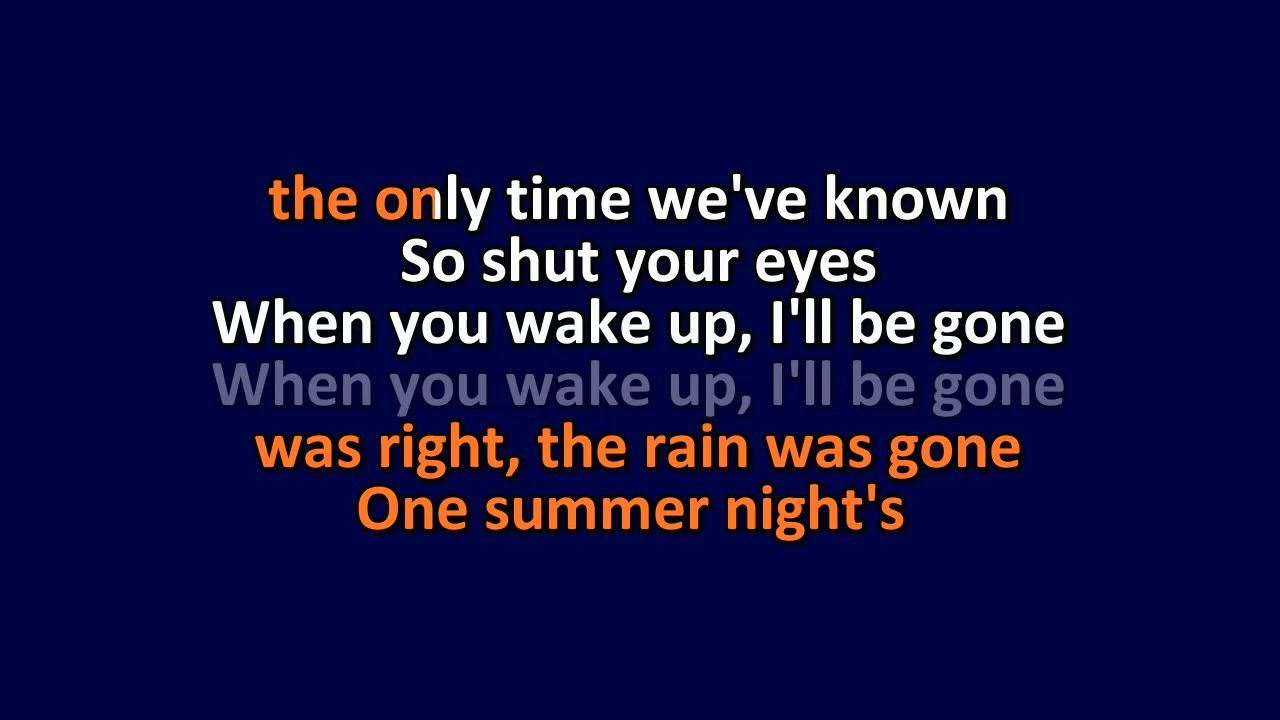 the only time we've known
So shut your eyes
When you wake up, I'll be gone
When you wake up, I'll be gone
was right, the rain was gone
One summer night's